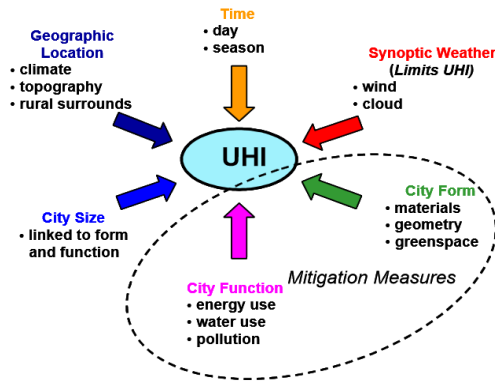 Time
• day
• season
Geographic
Location
• climate
• topography
• rural surrounds
Synoptic Weather
(Limits UHI)
• wind
• cloud
UHI
City Size
• linked to form
and function
City Form
• materials
• geometry
• greenspace
Mitigation Measures
City Function
• energy use
• water use
• pollution